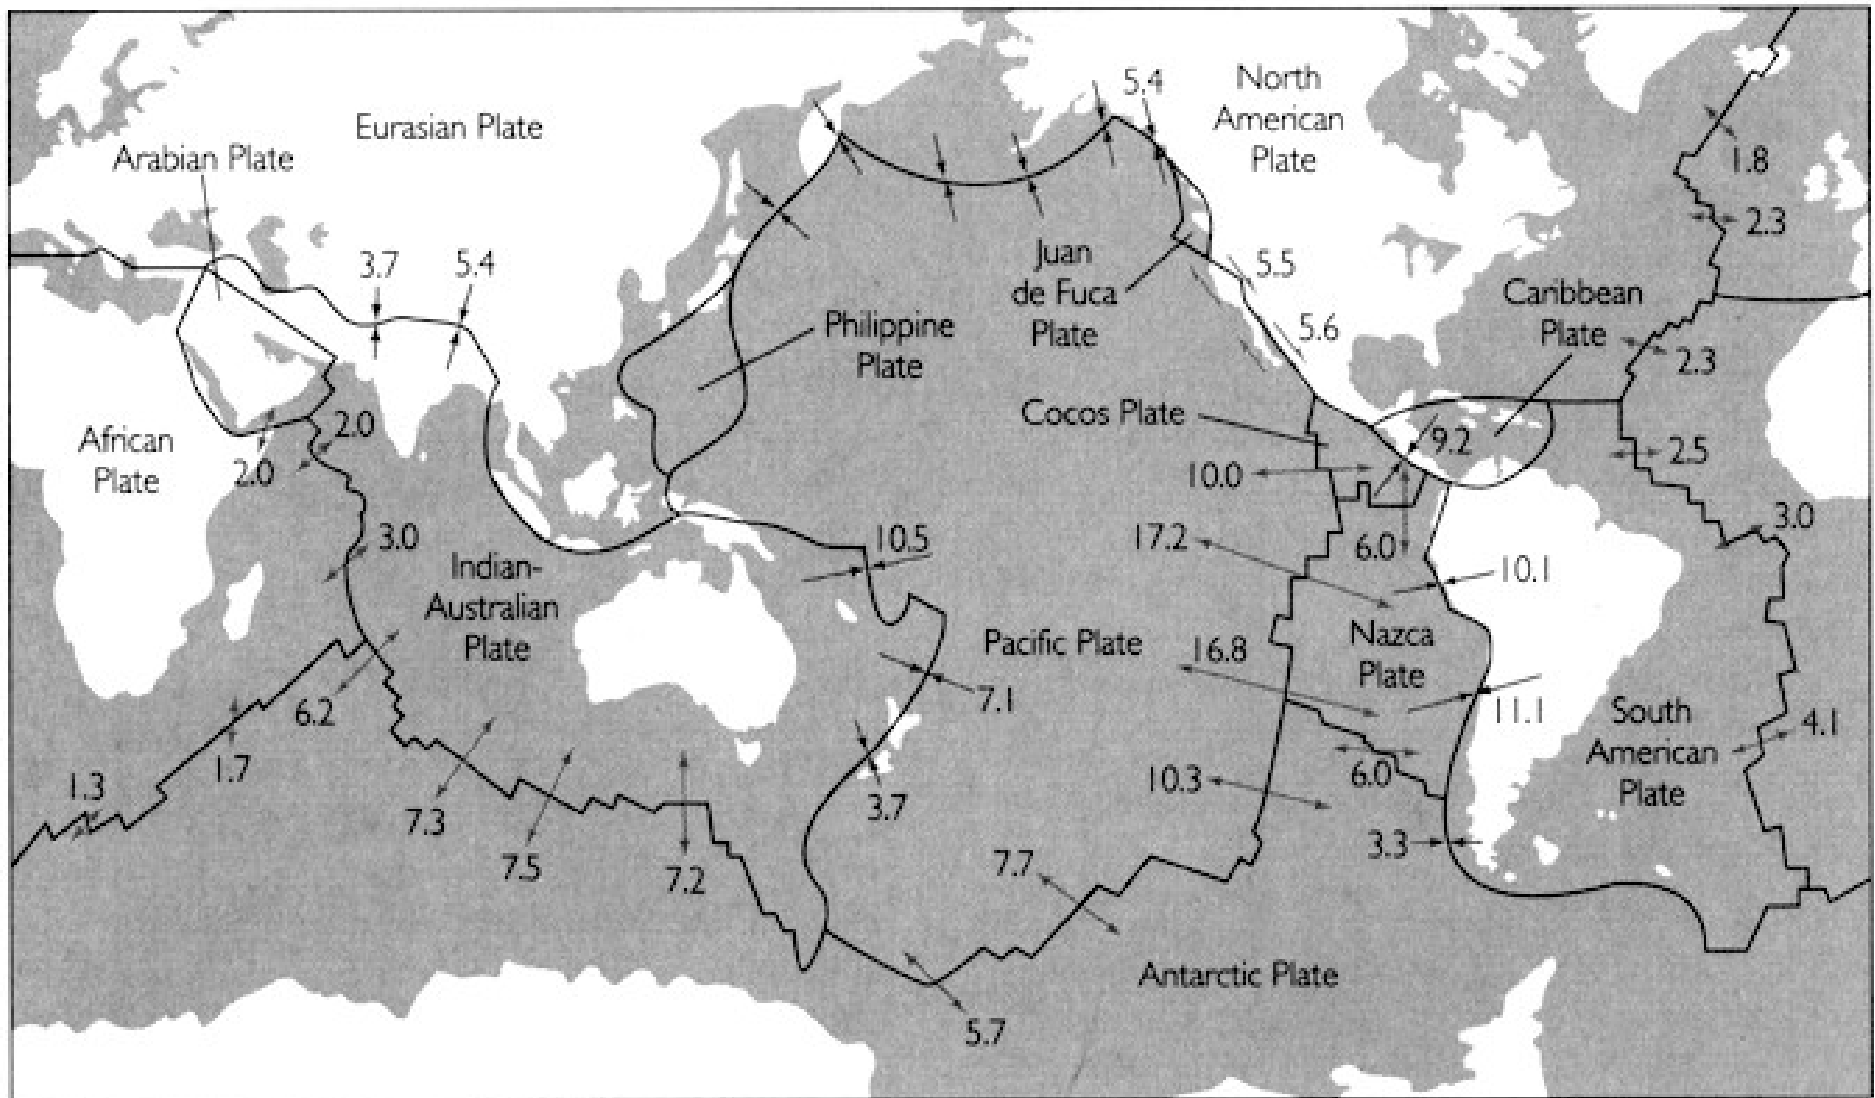 5.4
North
American
Plate
Eurasian Plate
Arabian Plate
1.8
2.3
3.7
5.4
Juan
de Fuca
Plate
5.5
Caribbean
Plate
5.6
Philippine
Plate
2.3
Cocos Plate
African
Plate
2.0
2.0
9.2
10.0
2.5
3.0
3.0
10.5
17.2
6.0
10.1
Indian-
Australian
Plate
Pacific Plate
16.8
Nazca
Plate
7.1
11.1
6.2
South
American
Plate
4.1
1.7
1.3
10.3
6.0
3.7
7.3
7.5
7.2
7.7
3.3
Antarctic Plate
5.7